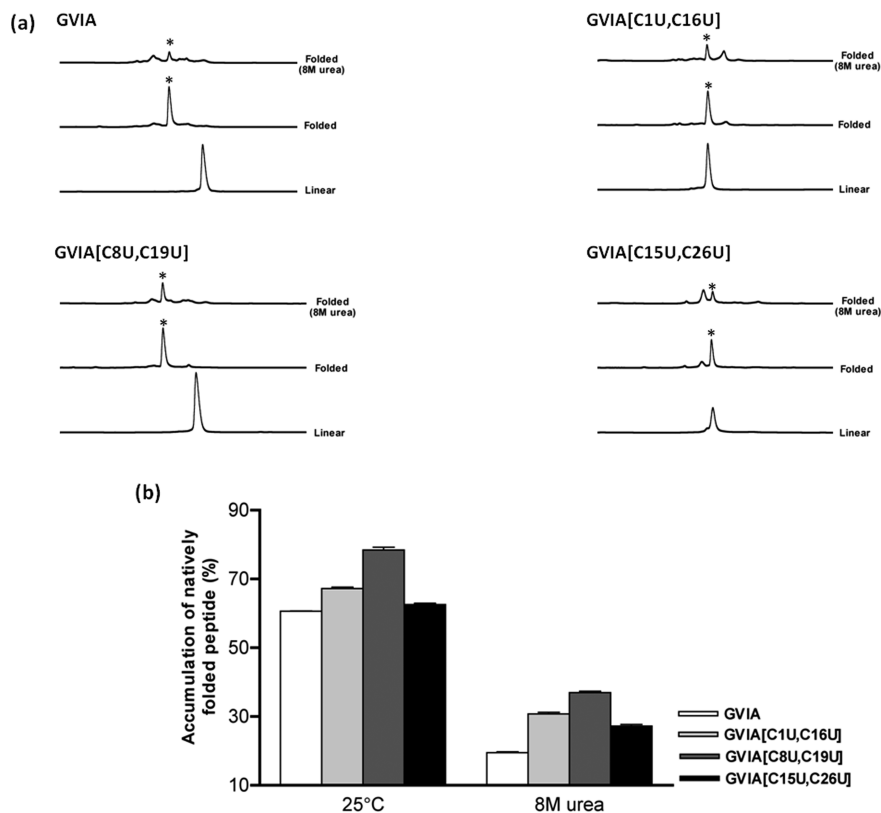 (a)
GVIA
*
Folded
(8M urea)
*
Folded
Linear
GVIA[C1U,C16U]
*
Folded
(8M urea)
*
Folded
Linear
GVIA[C8U,C19U]
*
Folded
(8M urea)
*
Folded
Linear
GVIA[C15U,C26U]
*
Folded
(8M urea)
*
Folded
Linear
(b)
Accumulation of natively
folded peptide (%)
90
70
50
30
10
25°C
8M urea
GVIA
GVIA[C1U,C16U]
GVIA[C8U,C19U]
GVIA[C15U,C26U]